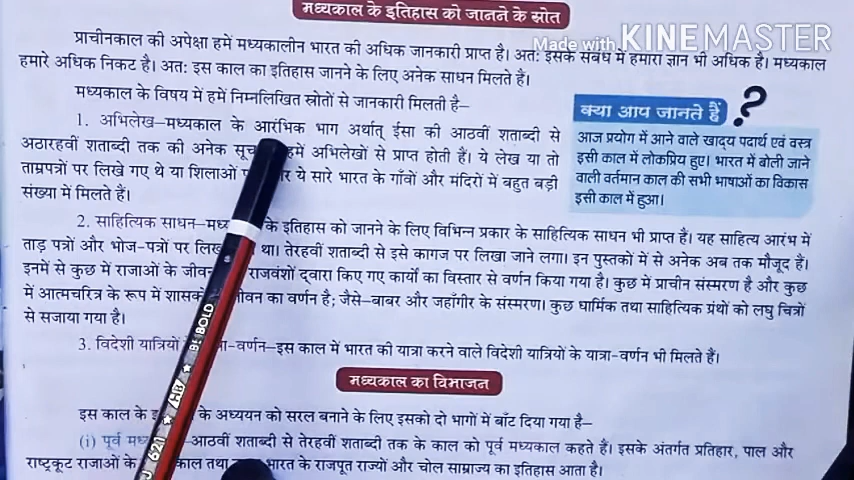 मध्यकाल के इतिहास को जानने के स्रोत
Made with KINEMASTER
प्राचीनकाल की अपेक्षा हमें मध्यकालीन भारत की अधिक जानकारी प्राप्त है। अतः इसके संबंध में हमारा ज्ञान भी अधिक है। मध्यकाल
हमारे अधिक निकट है। अतः इस काल का इतिहास जानने के लिए अनेक साधन मिलते हैं।
मध्यकाल के विषय में हमें निम्नलिखित स्रोतों से जानकारी मिलती है—
1. अभिलेख—मध्यकाल के आरंभिक भाग अर्थात् ईसा की आठवीं शताब्दी से
अठारहवीं शताब्दी तक की अनेक हमें अभिलेखों से प्राप्त होती हैं। ये लेख या तो
ताम्रपत्रों पर लिखे गए थे या शिलाओं ये सारे भारत के गाँवों और मंदिरों में बहुत बड़ी
संख्या में मिलते हैं।
क्या आप जानते हैं ?
आज प्रयोग में आने वाले खाद्य पदार्थ एवं वस्त्र
इसी काल में लोकप्रिय हुए। भारत में बोली जाने
वाली वर्तमान काल की सभी भाषाओं का विकास
इसी काल में हुआ।
2. साहित्यिक साधन— के इतिहास को जानने के लिए विभिन्न प्रकार के साहित्यिक साधन भी प्राप्त हैं। यह साहित्य आरंभ में
ताड़ पत्रों और भोज-पत्रों पर था। तेरहवीं शताब्दी से इसे कागज पर लिखा जाने लगा। इन पुस्तकों में से अनेक अब तक मौजूद हैं।
इनमें से कुछ में राजाओं के राजवंशों द्वारा किए गए कार्यों का विस्तार से वर्णन किया गया है। कुछ में प्राचीन संस्मरण है और कुछ
में आत्मचरित्र के रूप में जीवन का वर्णन है; जैसे—बाबर और जहाँगीर के संस्मरण। कुछ धार्मिक तथा साहित्यिक ग्रंथों को लघु चित्रों
से सजाया गया है।
3. विदेशी यात्रियों -वर्णन—इस काल में भारत की यात्रा करने वाले विदेशी यात्रियों के यात्रा-वर्णन भी मिलते हैं।
मध्यकाल का विभाजन
इस काल के के अध्ययन को सरल बनाने के लिए इसको दो भागों में बाँट दिया गया है—
(i) पूर्व आठवीं शताब्दी से तेरहवीं शताब्दी तक के काल को पूर्व मध्यकाल कहते हैं। इसके अंतर्गत प्रतिहार, पाल और
राष्ट्रकूट राजाओं के काल तथा भारत के राजपूत राज्यों और चोल साम्राज्य का इतिहास आता है।
621 ★ HB ★ BOLD